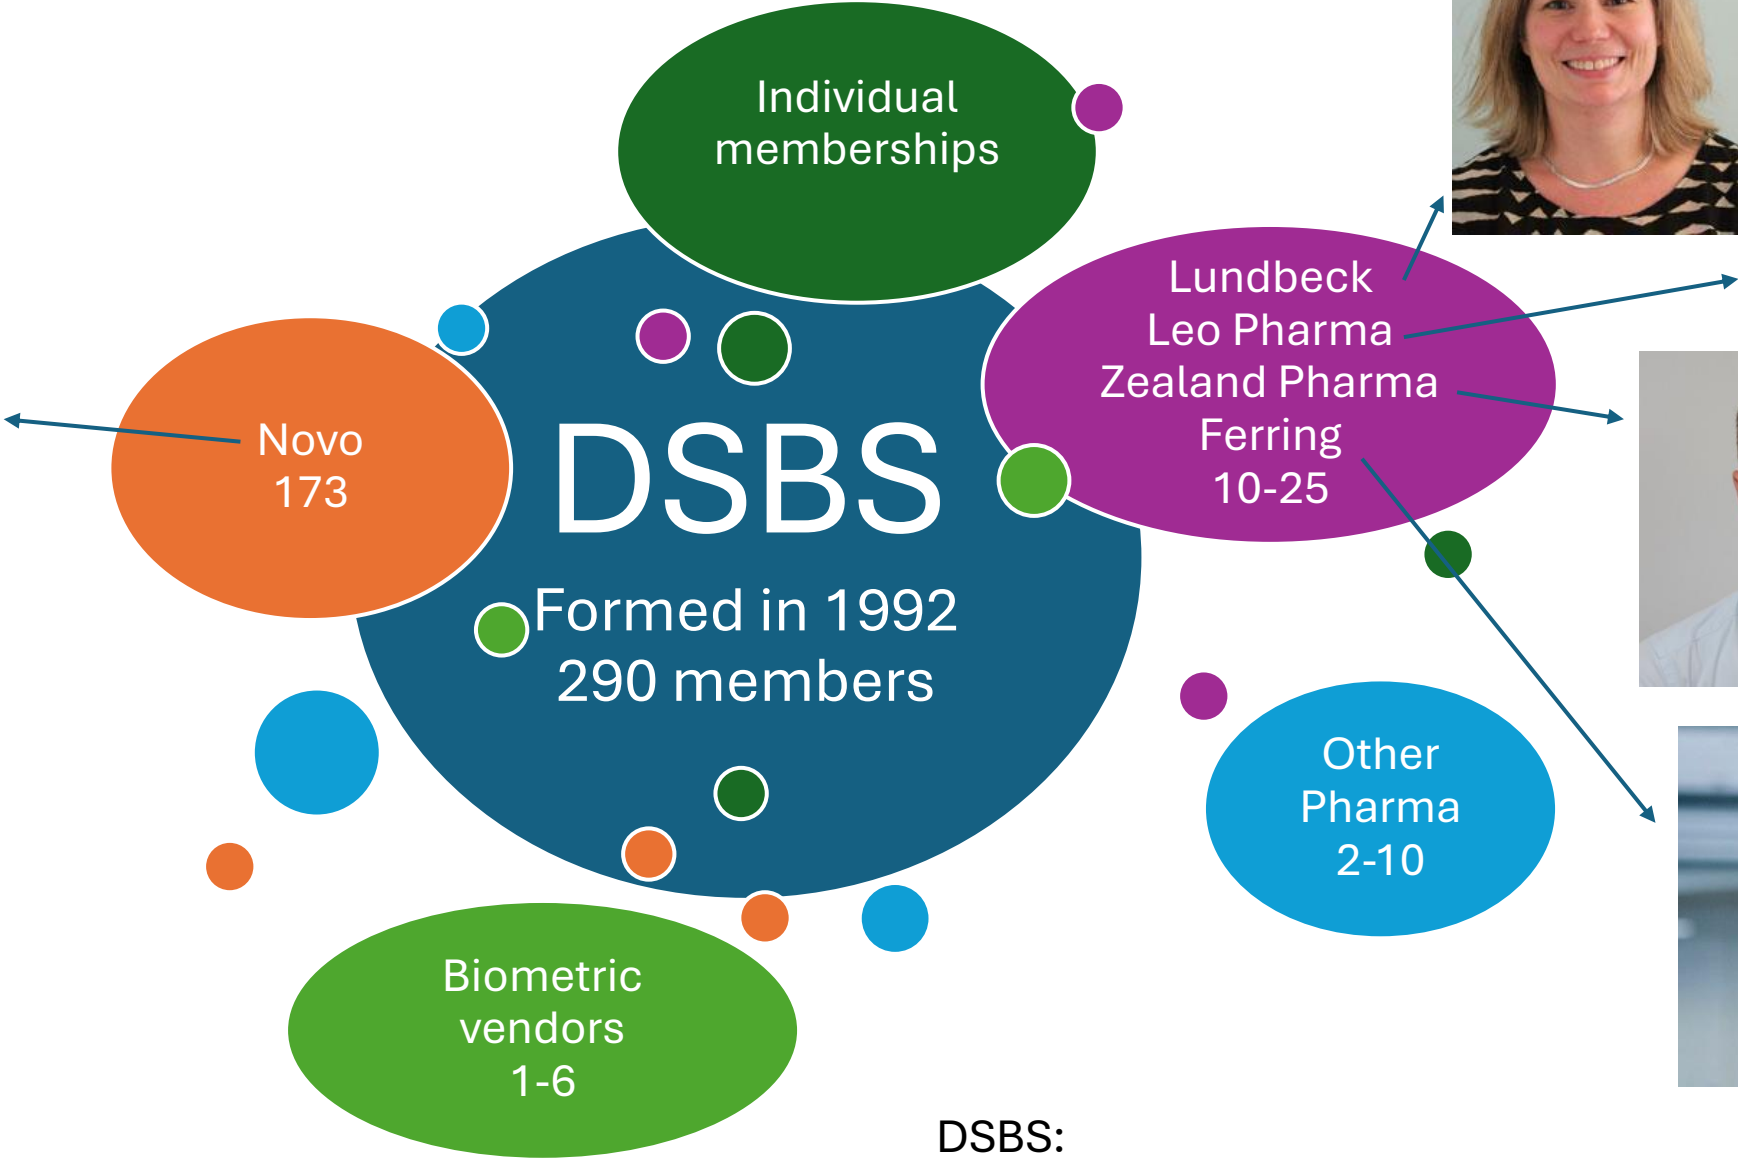 Individual
memberships
Lundbeck
Leo Pharma
Zealand Pharma
Ferring
10-25
Novo
173
DSBS
Formed in 1992
290 members
Other
Pharma
2-10
Biometric
vendors
1-6
DSBS: